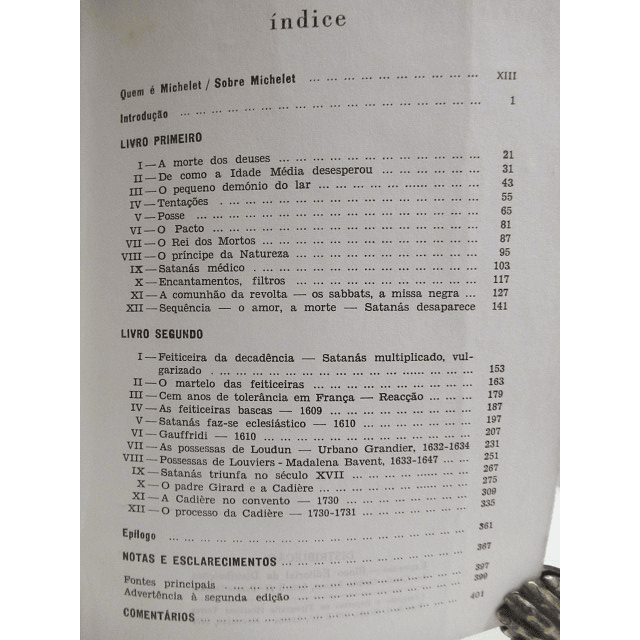 índice
Quem é Michelet / Sobre Michelet ... ... ... ... ... ... ... ... XIII
Introdução ... ... ... ... ... ... ... ... ... ... ... ... ... 1
LIVRO PRIMEIRO
I — A morte dos deuses ... ... ... ... ... ... ... ... ... 21
II — De como a Idade Média desesperou ... ... ... ... ... 31
III — O pequeno demónio do lar ... ... ... ... ... ... ... 43
IV — Tentações . ... ... ... ... ... ... ... ... ... ... ... 55
V — Posse ... ... ... ... ... ... ... ... ... ... ... ... 65
VI — O Pacto ... ... ... ... ... ... ... ... ... ... ... 81
VII — O Rei dos Mortos ... ... ... ... ... ... ... ... ... 87
VIII — O príncipe da Natureza ... ... ... ... ... ... ... ... 95
IX — Satanás médico . ... ... ... ... ... ... ... ... ... 103
X — Encantamentos, filtros ... ... ... ... ... ... ... ... 117
XI — A comunhão da revolta — os sabbats, a missa negra ... 127
XII — Sequência — o amor, a morte — Satanás desaparece 141
LIVRO SEGUNDO
I — Feiticeira da decadência — Satanás multiplicado, vul-
garizado . ... ... ... ... ... ... ... ... ... ... ... 153
II — O martelo das feiticeiras ... ... ... ... ... ... ... 163
III — Cem anos de tolerância em França — Reacção ... ... 179
IV — As feiticeiras bascas — 1609 ... ... ... ... ... ... 187
V — Satanás faz-se eclesiástico — 1610 ... ... ... ... ... 197
VI — Gauffridi — 1610 ... ... ... ... ... ... ... ... ... 207
VII — As possessas de Loudun — Urbano Grandier, 1632-1634 231
VIII — Possessas de Louviers - Madalena Bavent, 1633-1647 ... ... 251
IX — Satanás triunfa no século XVII ... ... ... ... ... 267
X — O padre Girard e a Cadière ... ... ... ... ... ... 275
XI — A Cadière no convento — 1730 ... ... ... ... ... 309
XII — O processo da Cadière — 1730-1731 ... ... ... ... 335
Epílogo ... ... ... ... ... ... ... ... ... ... ... ... 361
NOTAS E ESCLARECIMENTOS ... ... ... ... ... ... ... ... 367
Fontes principais ... ... ... ... ... ... ... ... ... ... 397
Advertência à segunda edição ... ... ... ... ... ... ... 399
COMENTÁRIOS ... ... ... ... ... ... ... ... ... ... ... 401